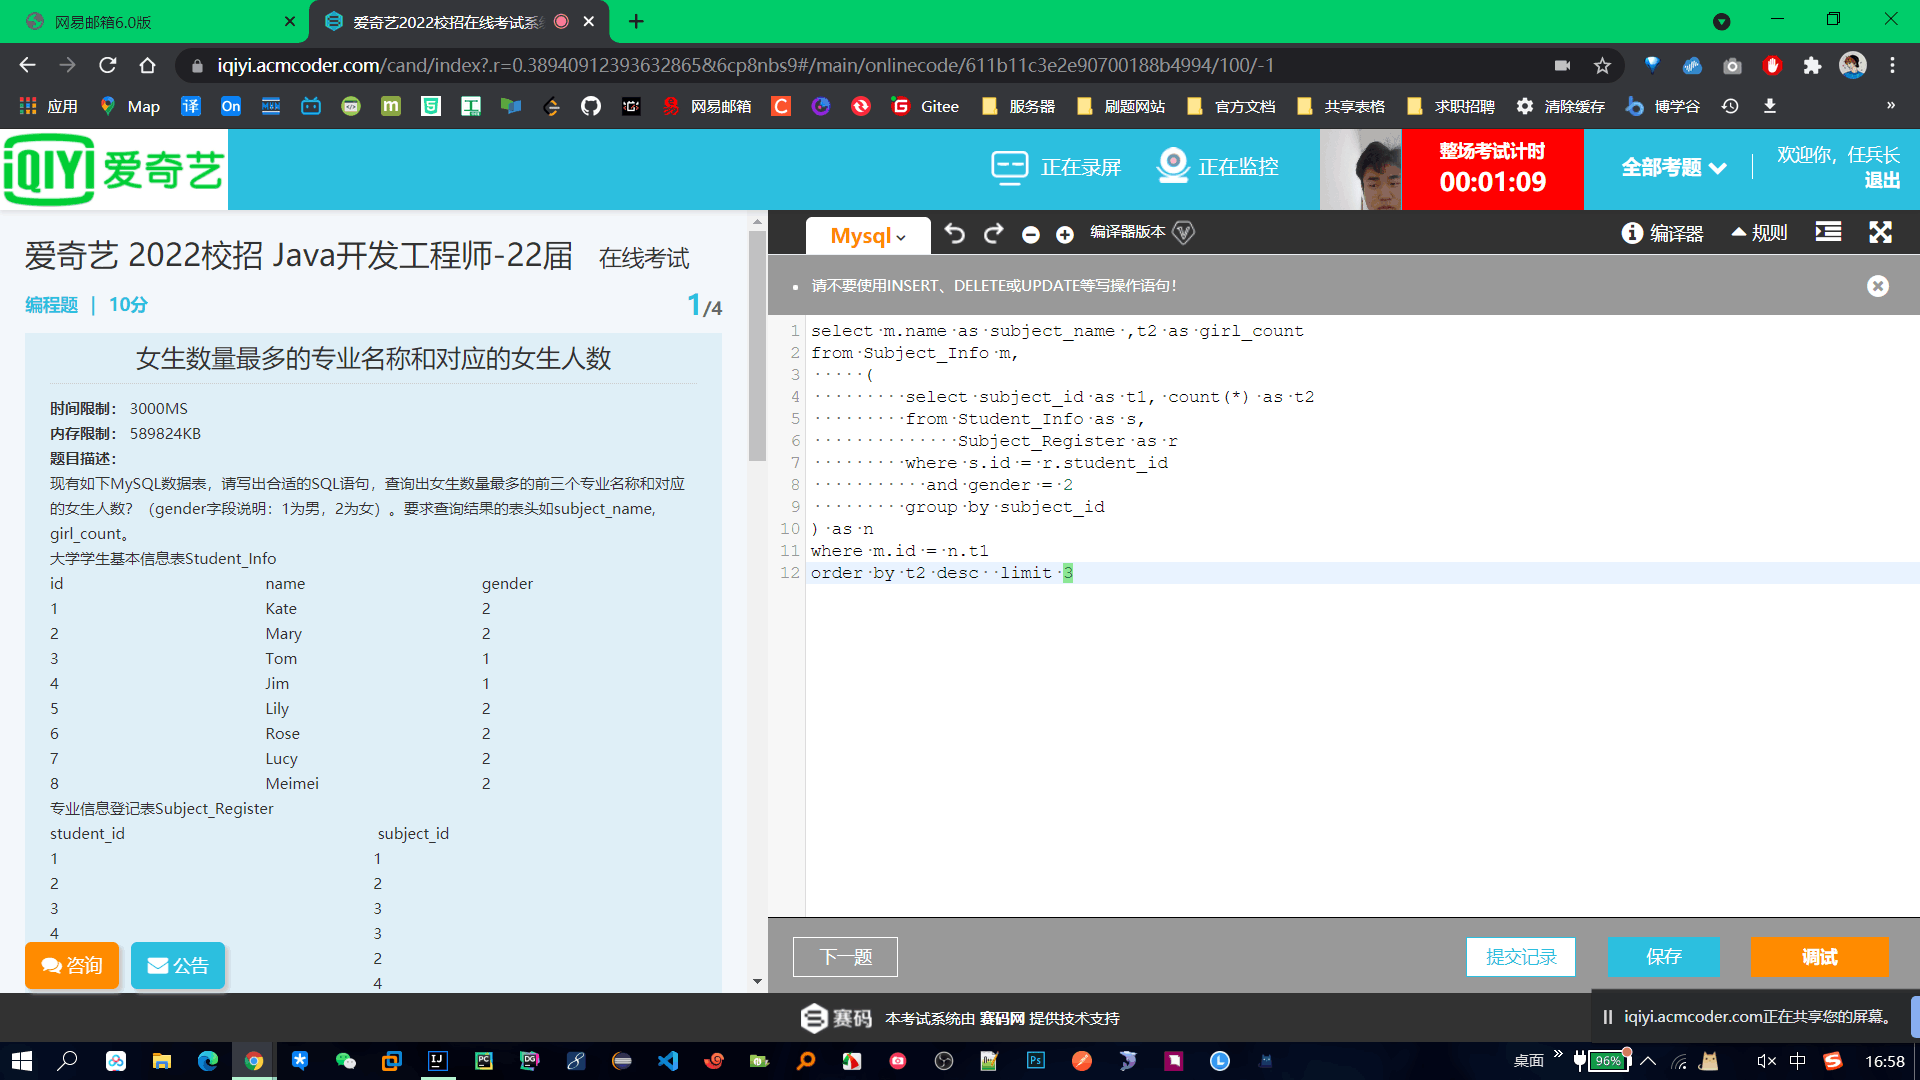 网易邮箱6.0版
爱奇艺2022校招在线考试系统
iqiyi.acmcoder.com/cand/index?.r=0.38940912393632865&6cp8nbs9#/main/onlinecode/611b11c3e2e90700188b4994/100/-1
应用 Map 译 On 网易邮箱 Gitee 服务器 刷题网站 官方文档 共享表格 求职招聘 清除缓存 博学谷 »
iQIYI 爱奇艺
正在录屏 正在监控
整场考试计时
00:01:09
全部考题
欢迎你, 任兵长
退出
爱奇艺 2022校招 Java开发工程师-22届 在线考试
编程题 | 10分
1/4
女生数量最多的专业名称和对应的女生人数
时间限制： 3000MS
内存限制： 589824KB
题目描述：
现有如下MySQL数据表，请写出合适的SQL语句，查询出女生数量最多的前三个专业名称和对应
的女生人数？（gender字段说明：1为男，2为女）。要求查询结果的表头如subject_name,
girl_count。
大学学生基本信息表Student_Info
id name gender
1 Kate 2
2 Mary 2
3 Tom 1
4 Jim 1
5 Lily 2
6 Rose 2
7 Lucy 2
8 Meimei 2
专业信息登记表Subject_Register
student_id subject_id
1 1
2 2
3 3
4 3
2
4
咨询 公告
Mysql 编译器版本 编译器 规则
请不要使用INSERT、DELETE或UPDATE等写操作语句！
1 select m.name as subject_name ,t2 as girl_count
2 from Subject_Info m,
3 (
4 select subject_id as t1, count(*) as t2
5 from Student_Info as s,
6 Subject_Register as r
7 where s.id = r.student_id
8 and gender = 2
9 group by subject_id
10 ) as n
11 where m.id = n.t1
12 order by t2 desc  limit 3
下一题 提交记录 保存 调试
赛码 本考试系统由 赛码网 提供技术支持
iqiyi.acmcoder.com正在共享您的屏幕。
桌面 » 96% 中 16:58